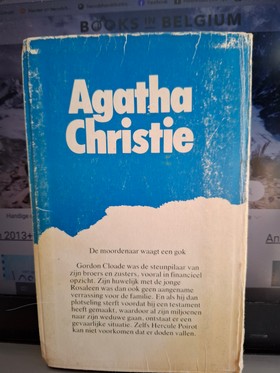 BOOKS IN BELGIUM
Agatha
Christie
De moordenaar waagt een gok
Gordon Cloade was de steunpilaar van
zijn broers en zusters, vooral in financieel
opzicht. Zijn huwelijk met de jonge
Rosaleen was dan ook geen aangename
verrassing voor de familie. En als hij dan
plotseling sterft voordat hij een testament
heeft gemaakt, waardoor al zijn miljoenen
naar zijn weduwe gaan, ontstaat er een
gevaarlijke situatie. Zelfs Hercule Poirot
kan niet voorkomen dat er doden vallen.
2013+